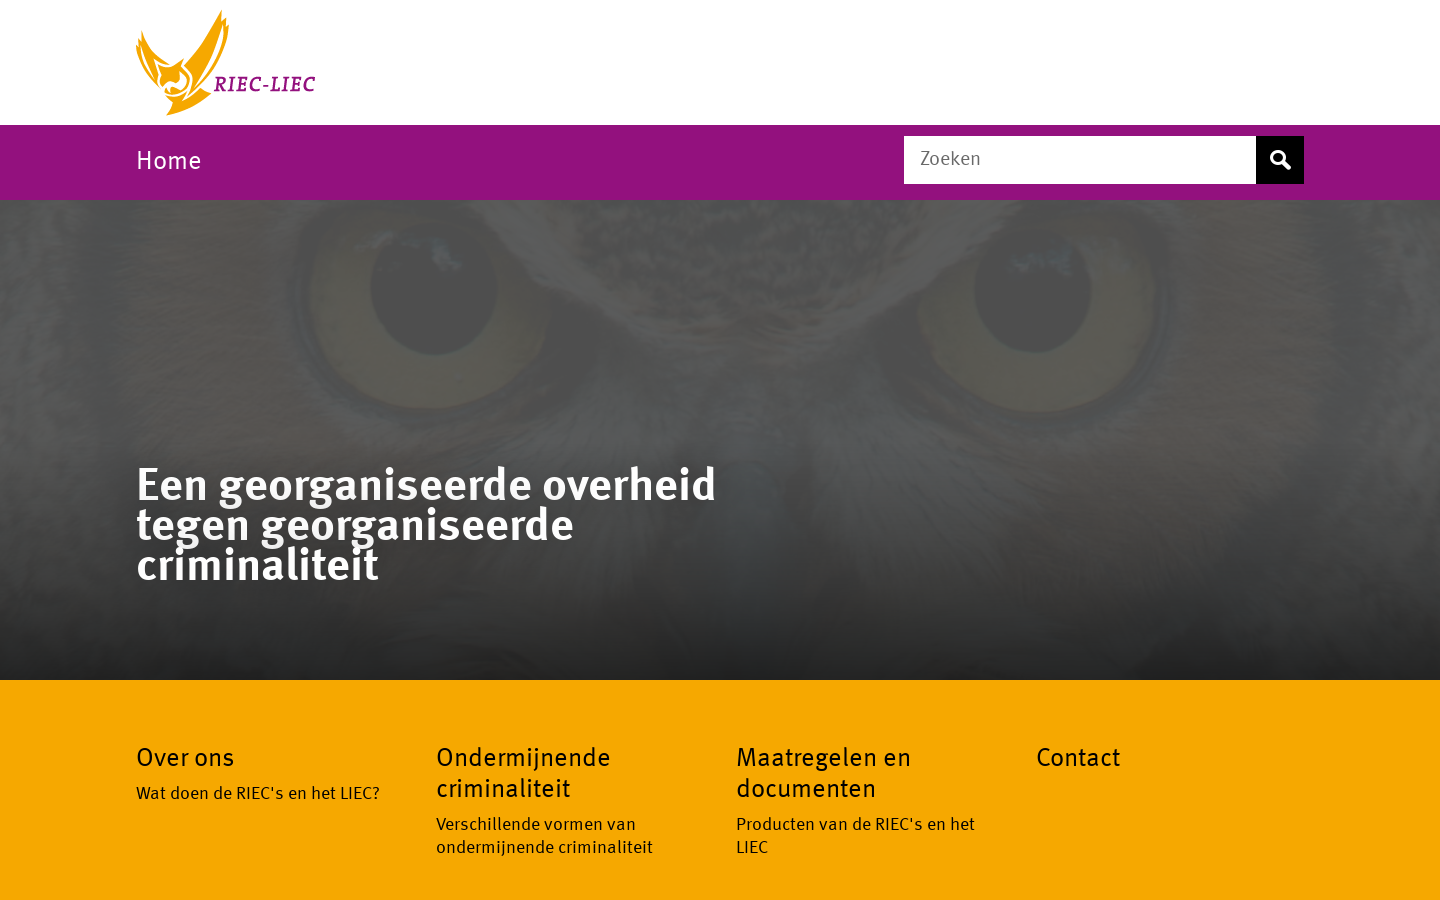 RIEC-LIEC
Home
Zoeken
Een georganiseerde overheid
tegen georganiseerde
criminaliteit
Over ons
Wat doen de RIEC's en het LIEC?
Ondermijnende
criminaliteit
Verschillende vormen van
ondermijnende criminaliteit
Maatregelen en
documenten
Producten van de RIEC's en het
LIEC
Contact